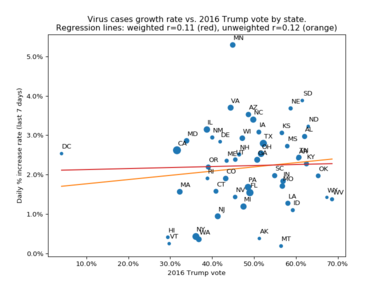 Virus cases growth rate vs. 2016 Trump vote by state.
Regression lines: weighted r=0.11 (red), unweighted r=0.12 (orange)
Daily % increase rate (last 7 days)
5.0%
4.0%
3.0%
2.0%
1.0%
0.0%
MN
SD
VA
AZ
NE
NC
IL
IA
ND
MD
NM
KS
AL
DE
WI
TX
MS
DC
CA
NH
OH
KY
OR
ME
RI
CO
SC
OK
MA
CT
PA
FL
MO
NV
LA
WV
NJ
MI
ID
HI
VT
NY
WA
AK
MT
10.0%
20.0%
30.0%
40.0%
50.0%
60.0%
70.0%
2016 Trump vote